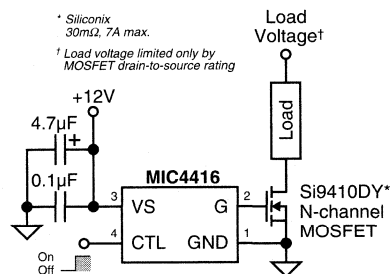 * Siliconix
30mΩ, 7A max.
† Load voltage limited only by
MOSFET drain-to-source rating
Load
Voltage†
+12V
4.7µF
+
0.1µF
Load
MIC4416
3
VS
G
2
4
CTL
GND
1
Si9410DY*
N-channel
MOSFET
On
Off